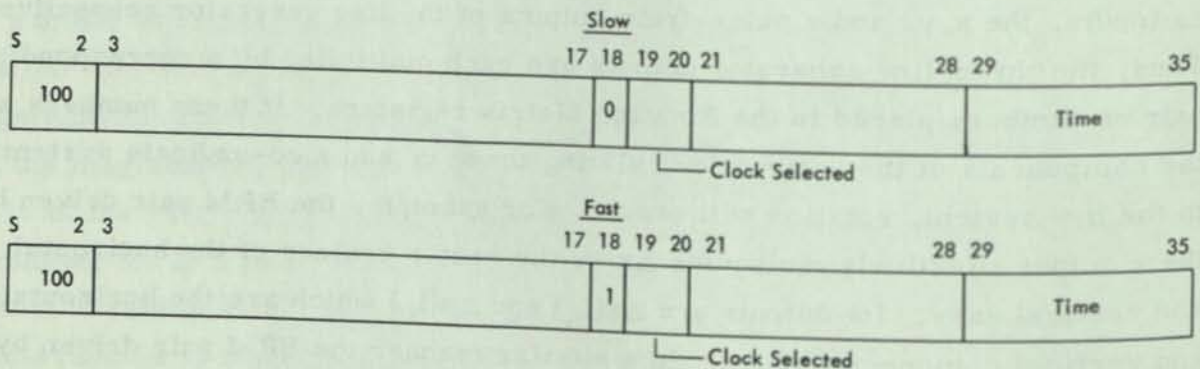 Slow
S 2 3 17 18 19 20 21 28 29 35
100 0 Time
Clock Selected
Fast
S 2 3 17 18 19 20 21 28 29 35
100 1 Time
Clock Selected